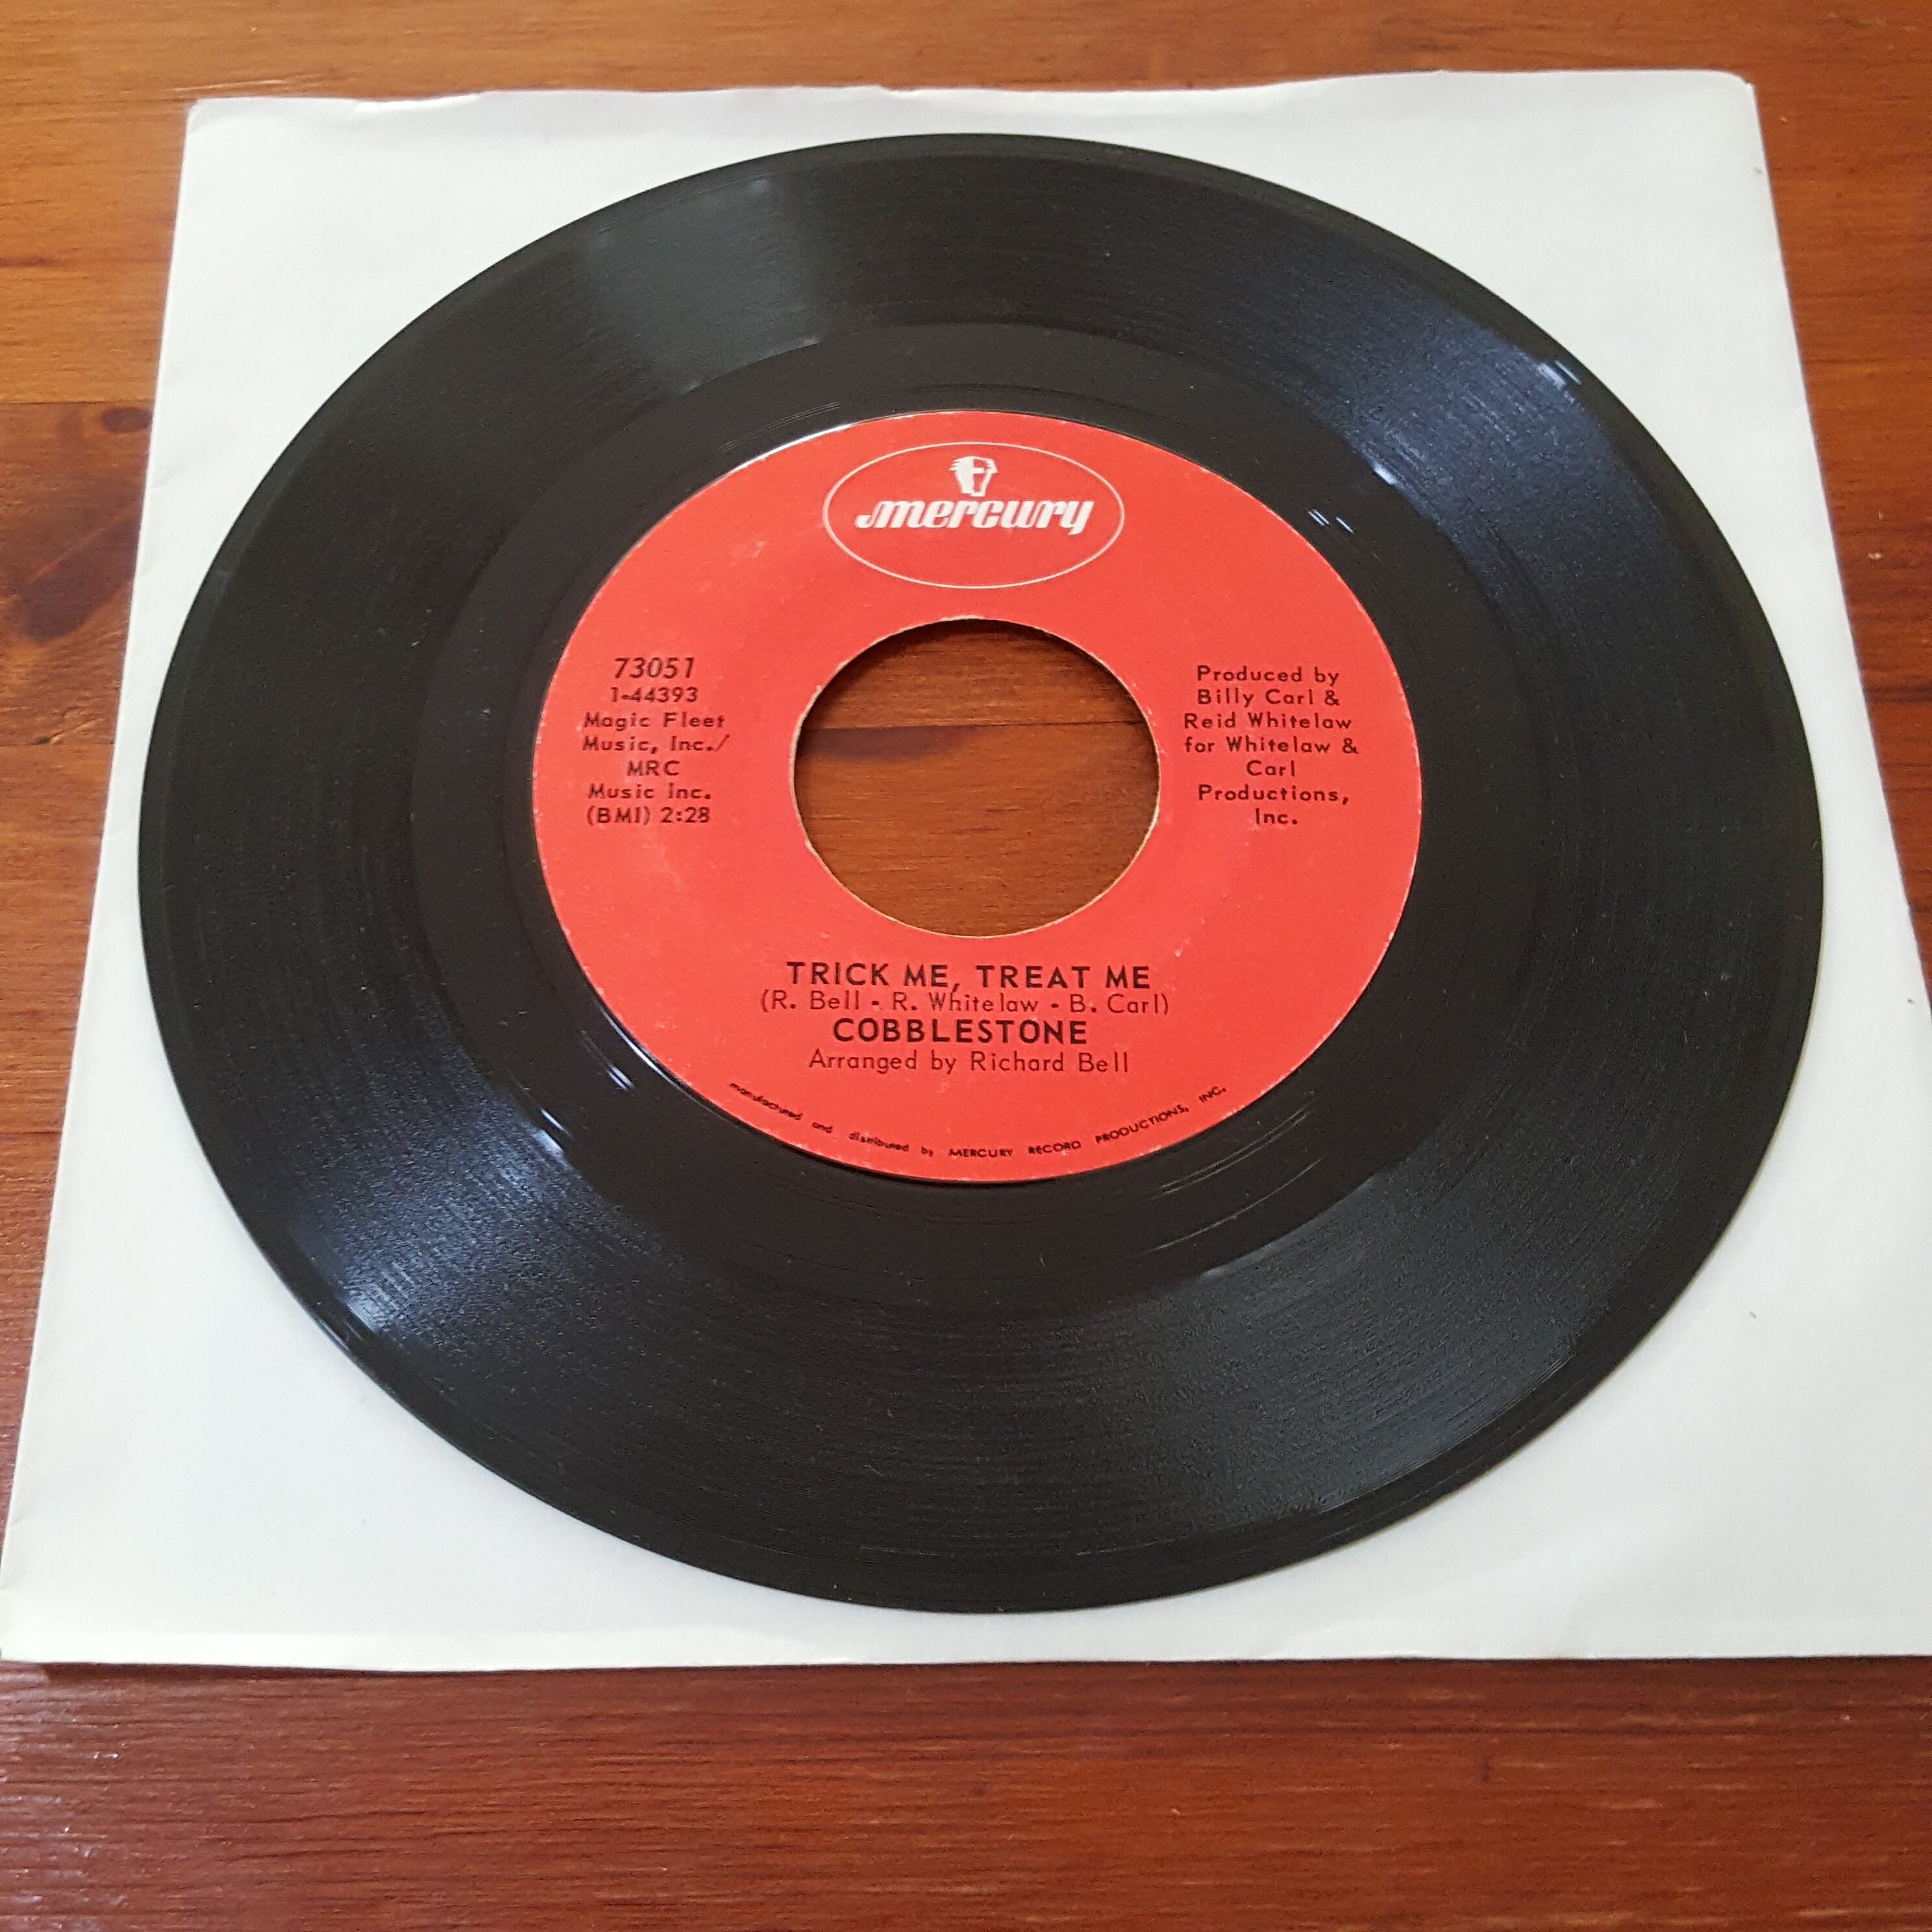 mercury
73051
1-44393
Magic Fleet
Music, Inc./
MRC
Music Inc.
(BMI) 2:28
Produced by
Billy Carl &
Reid Whitelaw
for Whitelaw &
Carl
Productions,
Inc.
TRICK ME, TREAT ME
(R. Bell - R. Whitelaw - B. Carl)
COBBLESTONE
Arranged by Richard Bell
manufactured and distributed by MERCURY RECORD PRODUCTIONS, INC.